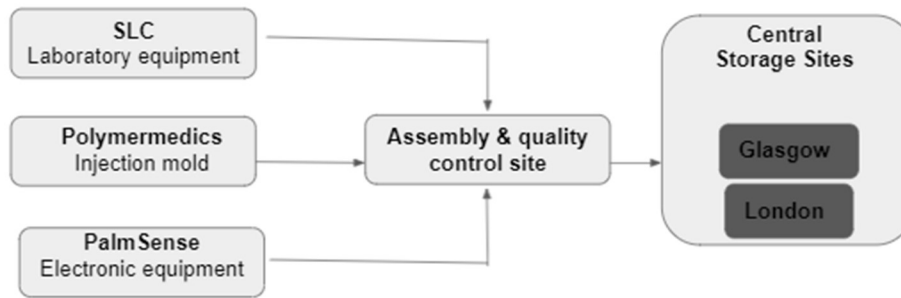 SLC
Laboratory equipment
Polymermedics
Injection mold
PalmSense
Electronic equipment
Assembly & quality
control site
Central
Storage Sites
Glasgow
London